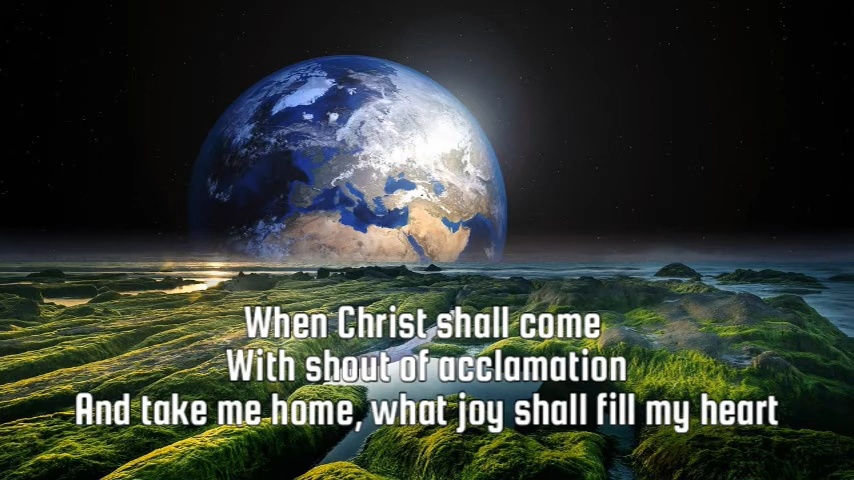 When Christ shall come
With shout of acclamation
And take me home, what joy shall fill my heart